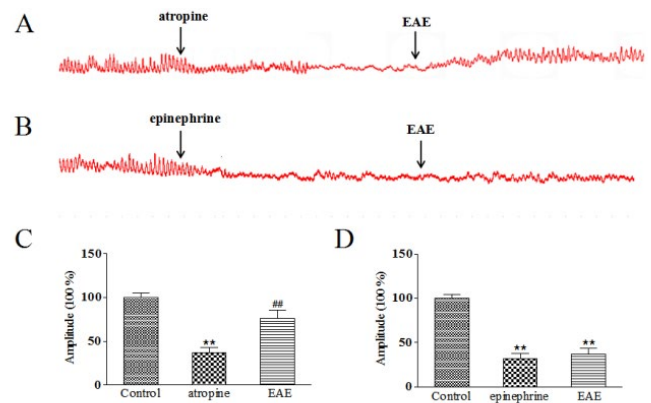 A
atropine
EAE
B
epinephrine
EAE
C
D
150
100
50
0
Amplitude (100 %)
**
##
Control
atropine
EAE
150
100
50
0
Amplitude (100 %)
**
**
Control
epinephrine
EAE